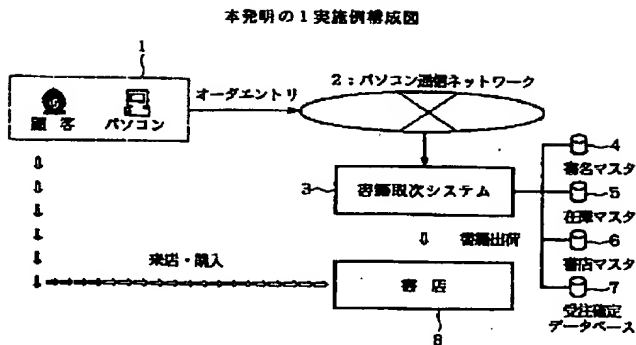 本発明の1実施例構成図
1
顧客 パソコン
オーダエントリ
2：パソコン通信ネットワーク
3
書籍取次システム
4
書名マスタ
5
在庫マスタ
6
書店マスタ
7
受注確定
データベース
書籍出荷
来店・購入
書店
8